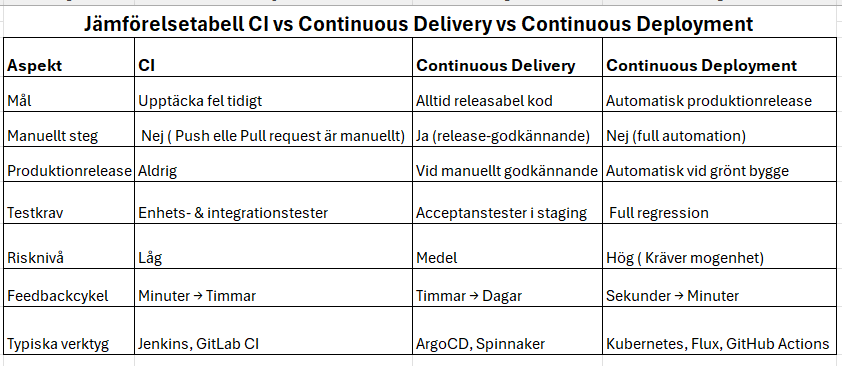 Jämförelsetabell CI vs Continuous Delivery vs Continuous Deployment
Aspekt CI Continuous Delivery Continuous Deployment
Mål Upptäcka fel tidigt Alltid releasabel kod Automatisk produktionrelease
Manuellt steg Nej ( Push elle Pull request är manuellt) Ja (release-godkännande) Nej (full automation)
Produktionrelease Aldrig Vid manuellt godkännande Automatisk vid grönt bygge
Testkrav Enhets- & integrationstester Acceptanstester i staging Full regression
Risknivå Låg Medel Hög ( Kräver mogenhet)
Feedbackcykel Minuter → Timmar Timmar → Dagar Sekunder → Minuter
Typiska verktyg Jenkins, GitLab CI ArgoCD, Spinnaker Kubernetes, Flux, GitHub Actions